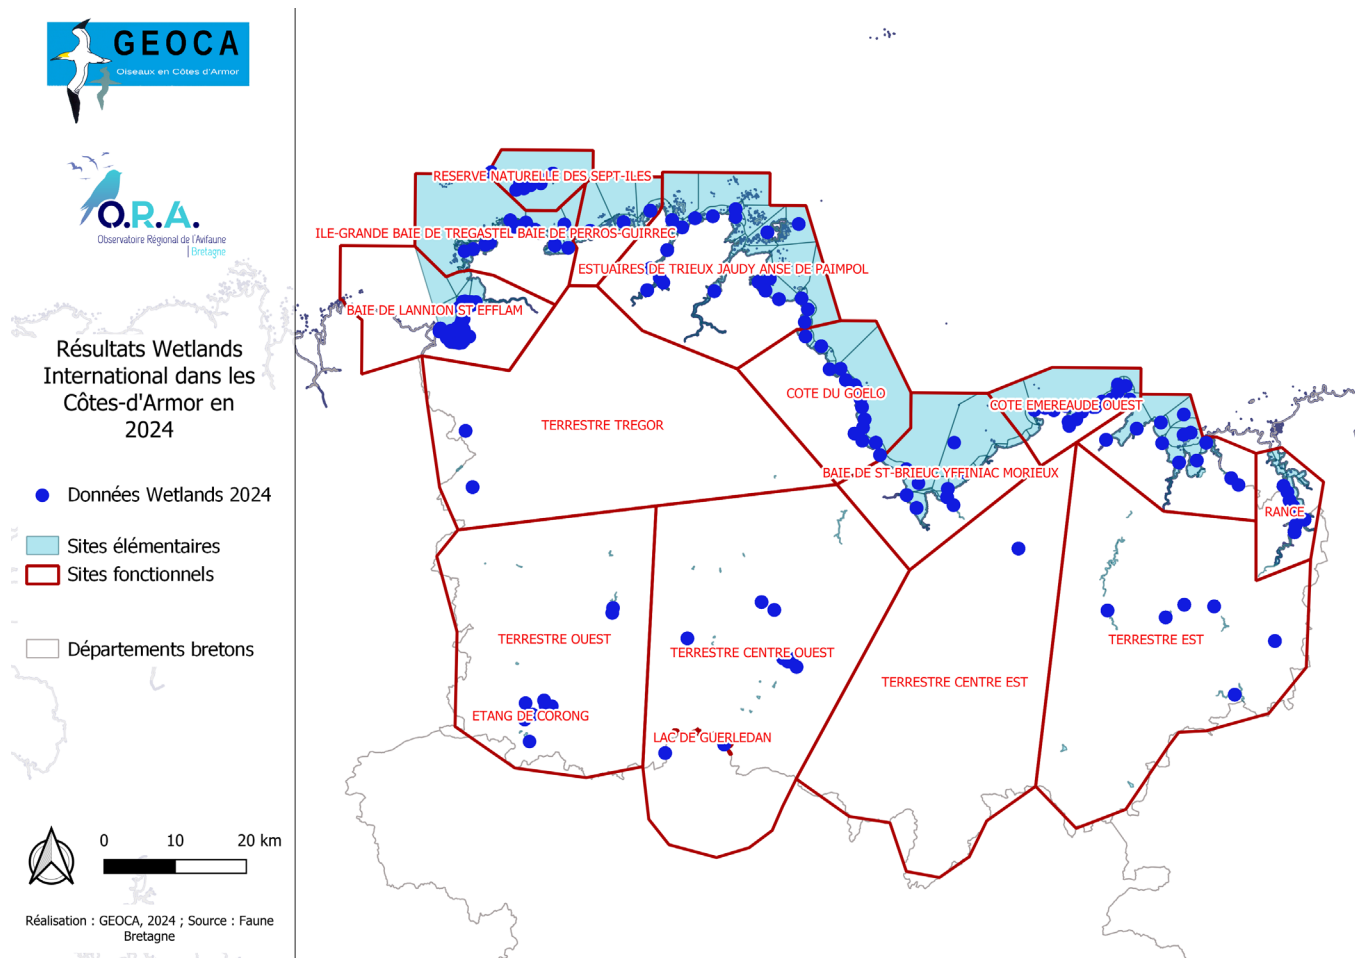 GEOCA
Oiseaux en Côtes d'Armor
O.R.A.
Observatoire Régional de l'Avifaune
Bretagne
Résultats Wetlands
International dans les
Côtes-d'Armor en
2024
Données Wetlands 2024
Sites élémentaires
Sites fonctionnels
Départements bretons
0 10 20 km
Réalisation : GEOCA, 2024 ; Source : Faune
Bretagne
RESERVE NATURELLE DES SEPT-ILES
ILE-GRANDE BAIE DE TREGASTEL BAIE DE PERROS-GUIRREC
ESTUAIRES DE TRIEUX JAUDY ANSE DE PAIMPOL
BAIE DE LANNION ST EFFLAM
COTE DU GOELO
COTE EMEREAUDE OUEST
TERRESTRE TREGOR
BAIE DE ST-BRIEUC YFFINIAC MORIEUX
RANCE
TERRESTRE OUEST
TERRESTRE CENTRE OUEST
TERRESTRE EST
TERRESTRE CENTRE EST
ETANG DE CORONG
LAC DE GUERLEDAN